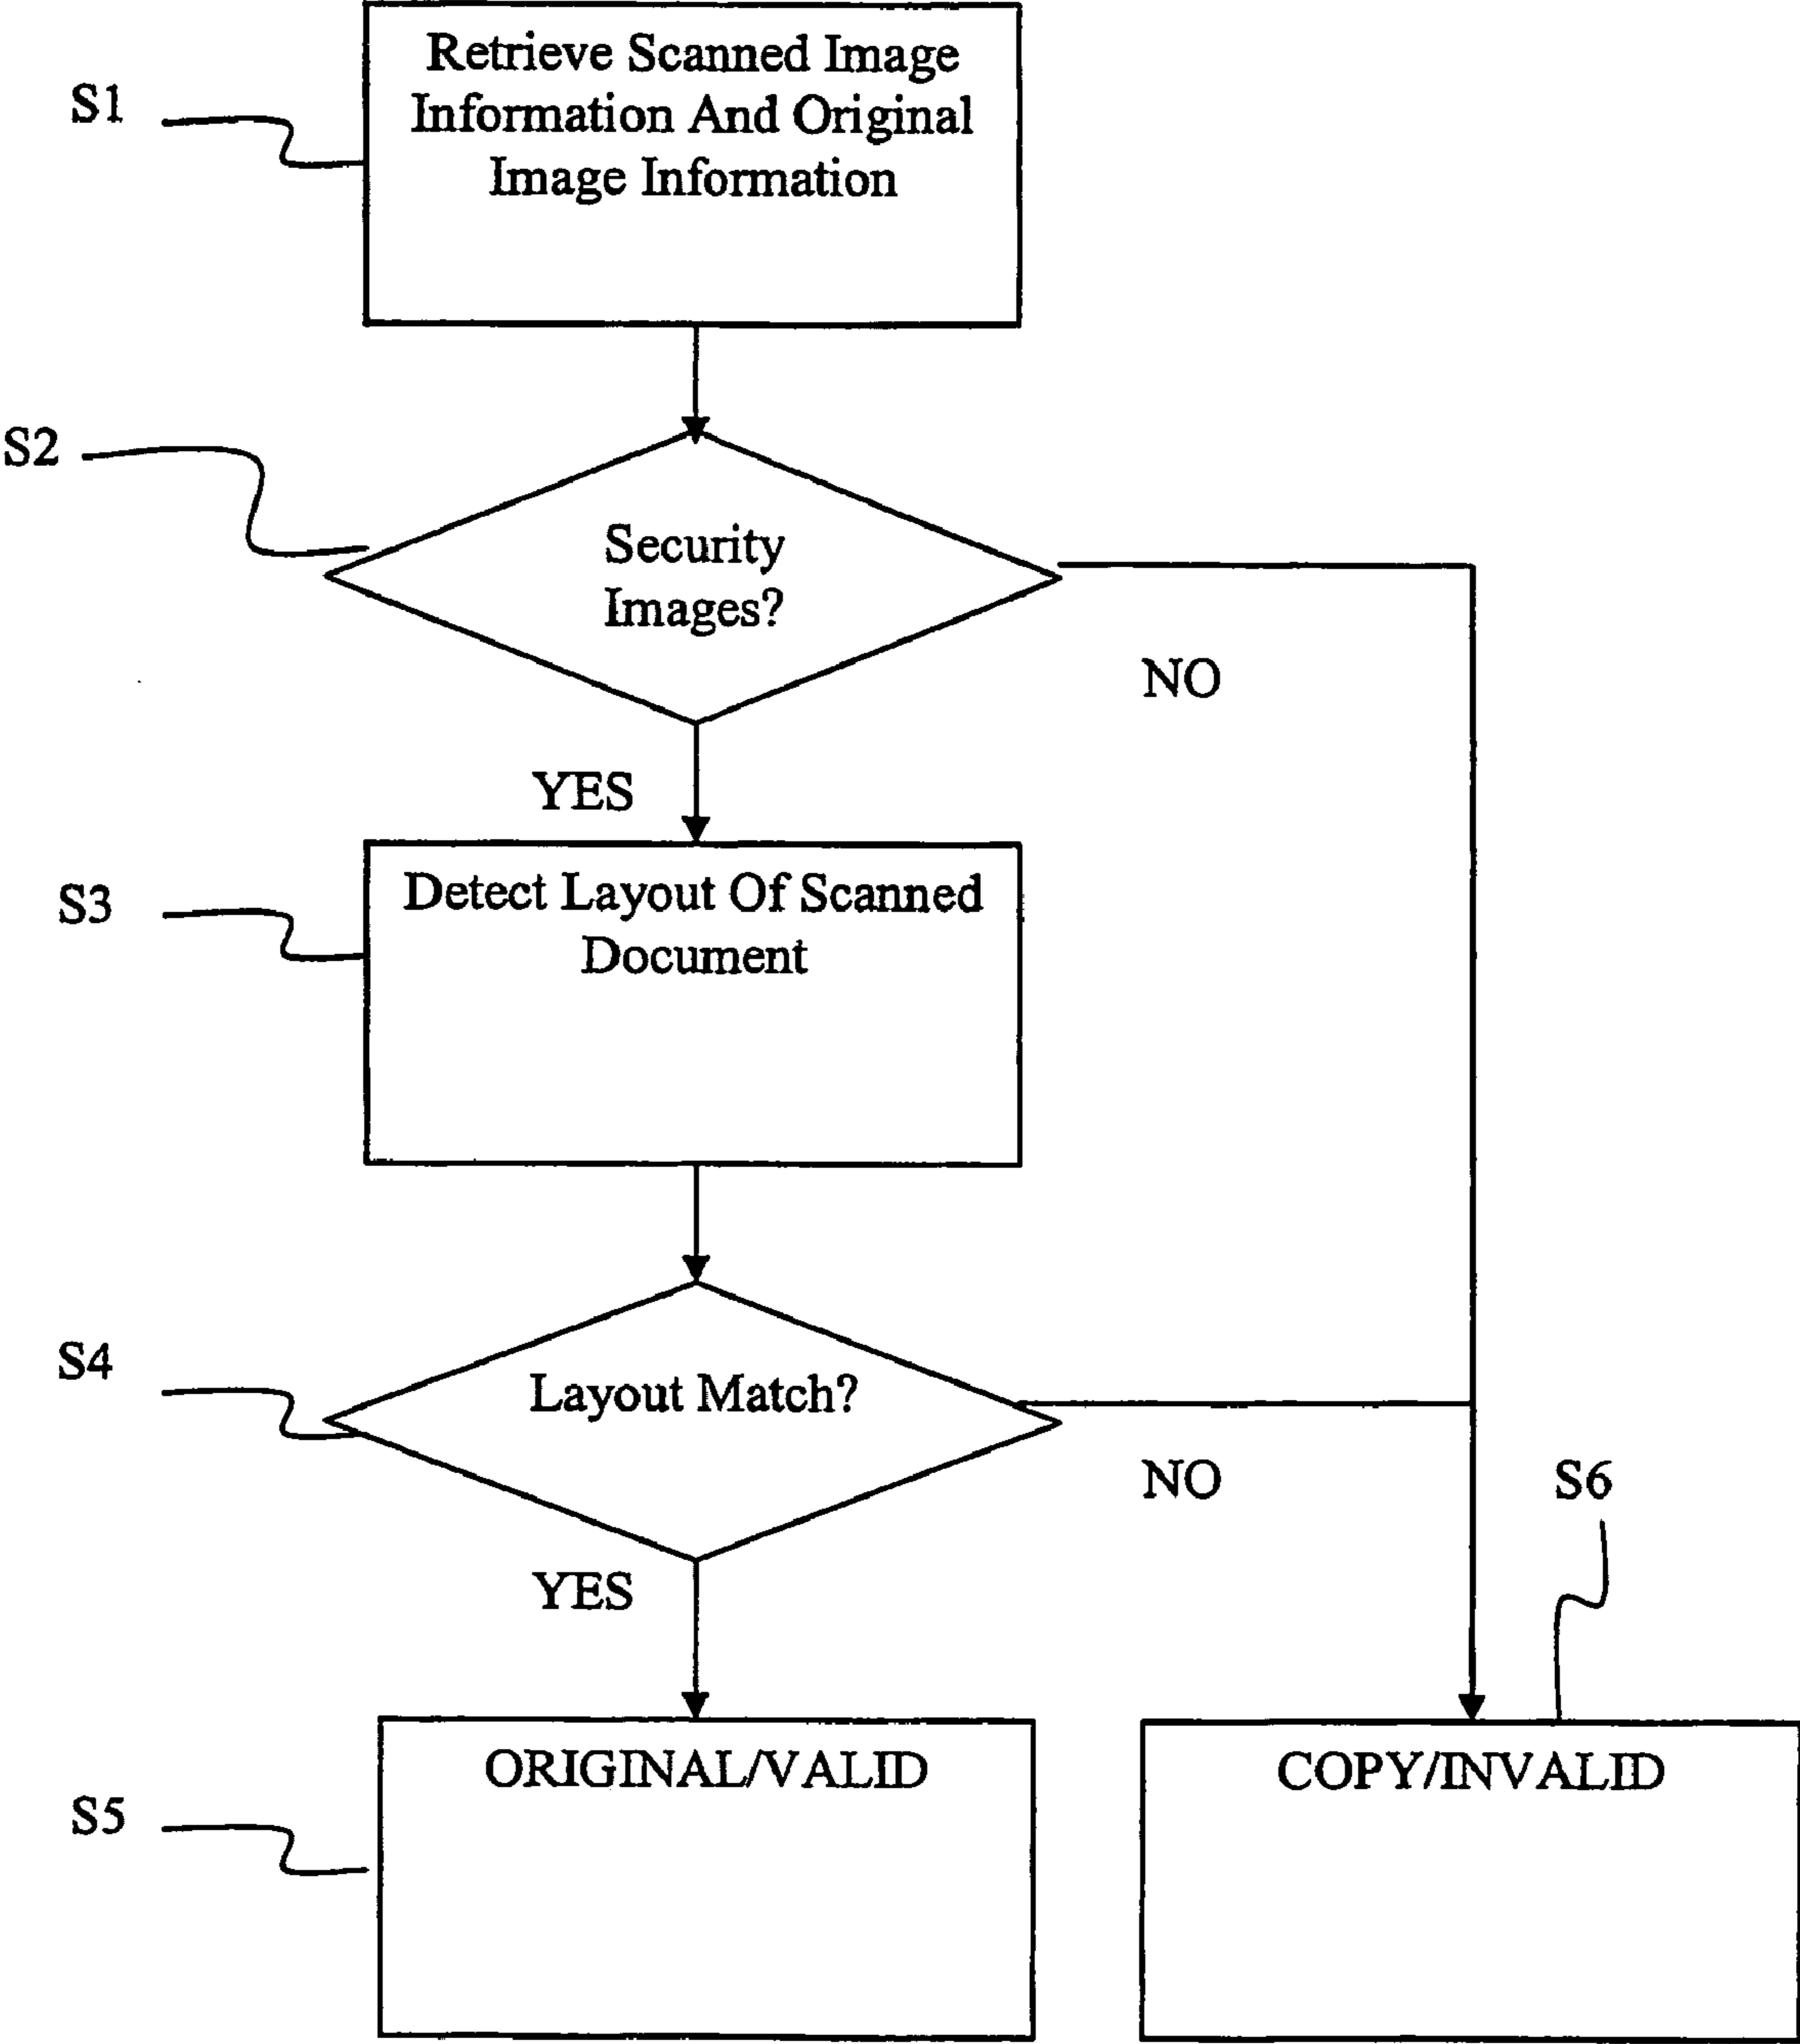 S1
Retrieve Scanned Image
Information And Original
Image Information
S2
Security
Images?
NO
YES
S3
Detect Layout Of Scanned
Document
S4
Layout Match?
NO
S6
YES
S5
ORIGINAL/VALID
COPY/INVALID